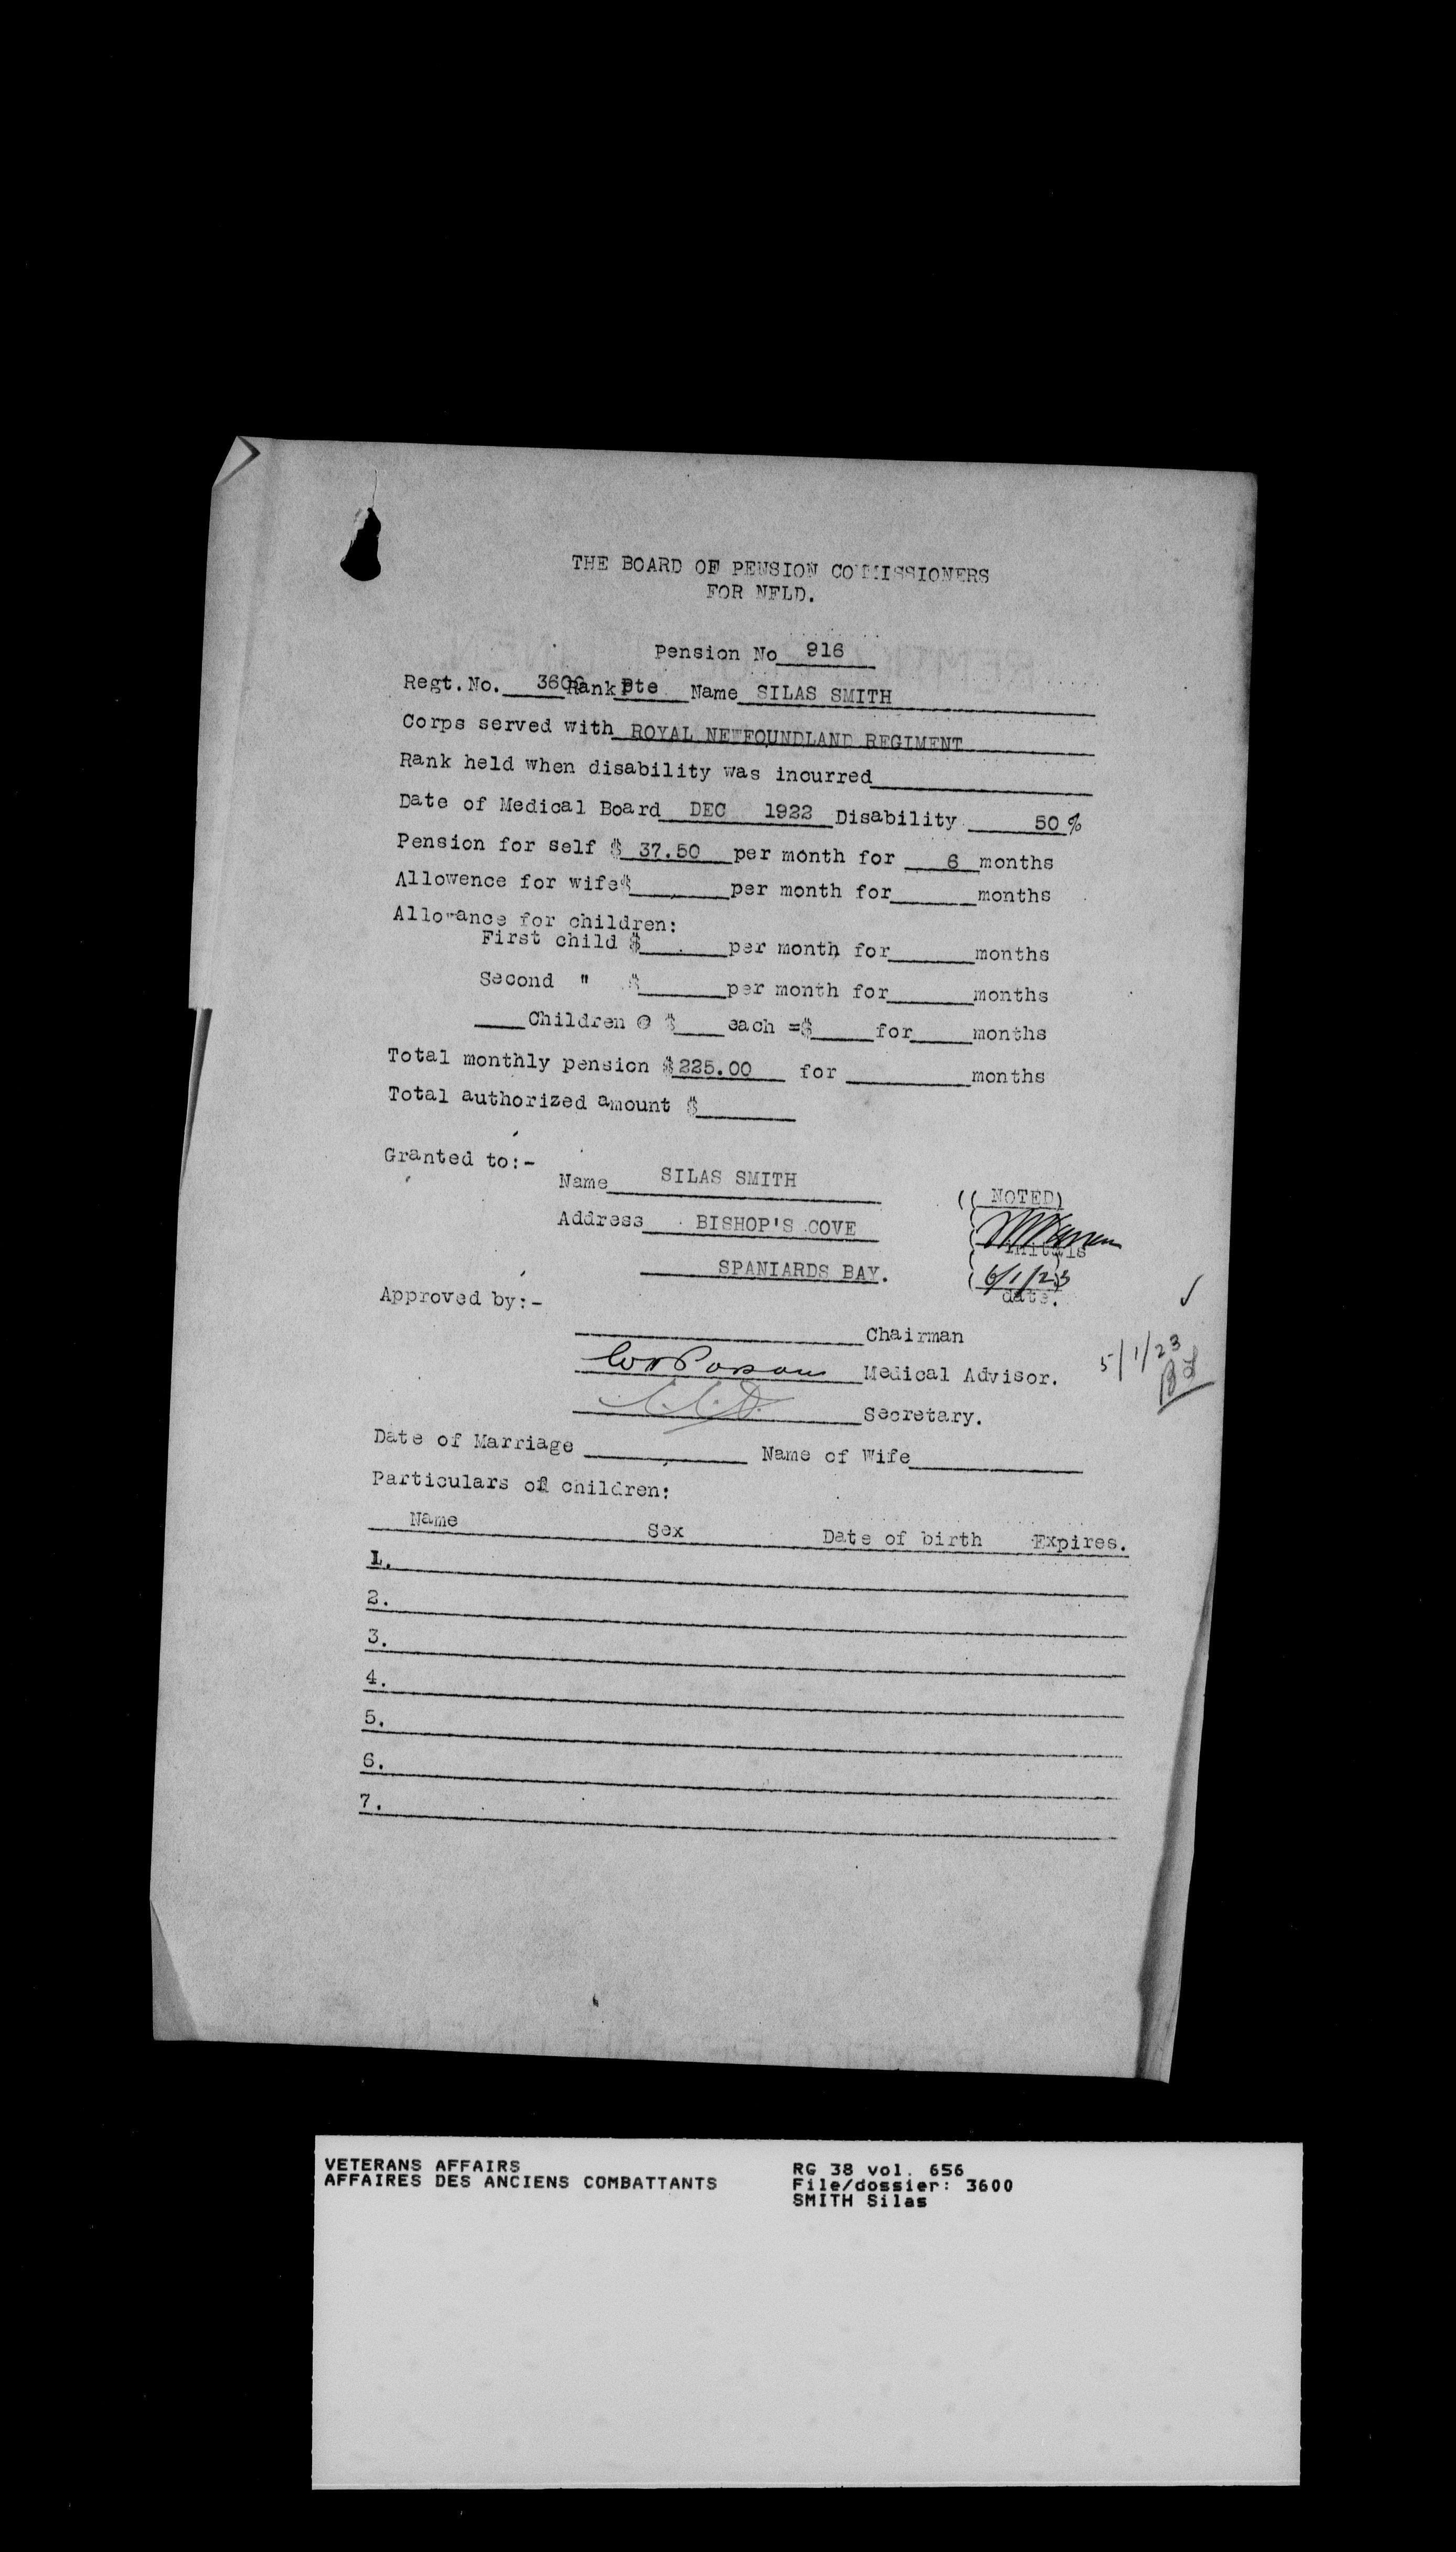 THE BOARD OF PENSION COMMISSIONERS
FOR NFLD.
Pension No 916
Regt. No. 3600 Rank Pte Name SILAS SMITH
Corps served with ROYAL NEWFOUNDLAND REGIMENT
Rank held when disability was incurred
Date of Medical Board DEC 1922 Disability 50 %
Pension for self $ 37.50 per month for 6 months
Allowence for wife $ per month for months
Allowance for children:
First child $ per month for months
Second " $ per month for months
Children @ $ each =$ for months
Total monthly pension $ 225.00 for months
Total authorized amount $
Granted to:-
Name SILAS SMITH
(( NOTED)
Address BISHOP'S COVE
initials
SPANIARDS BAY.
6/1/23
date.
Approved by:-
Chairman
5/1/23
Medical Advisor.
Secretary.
Date of Marriage Name of Wife
Particulars of children:
Name Sex Date of birth Expires.
1.
2.
3.
4.
5.
6.
7.
VETERANS AFFAIRS
AFFAIRES DES ANCIENS COMBATTANTS
RG 38 vol. 656
File/dossier: 3600
SMITH Silas